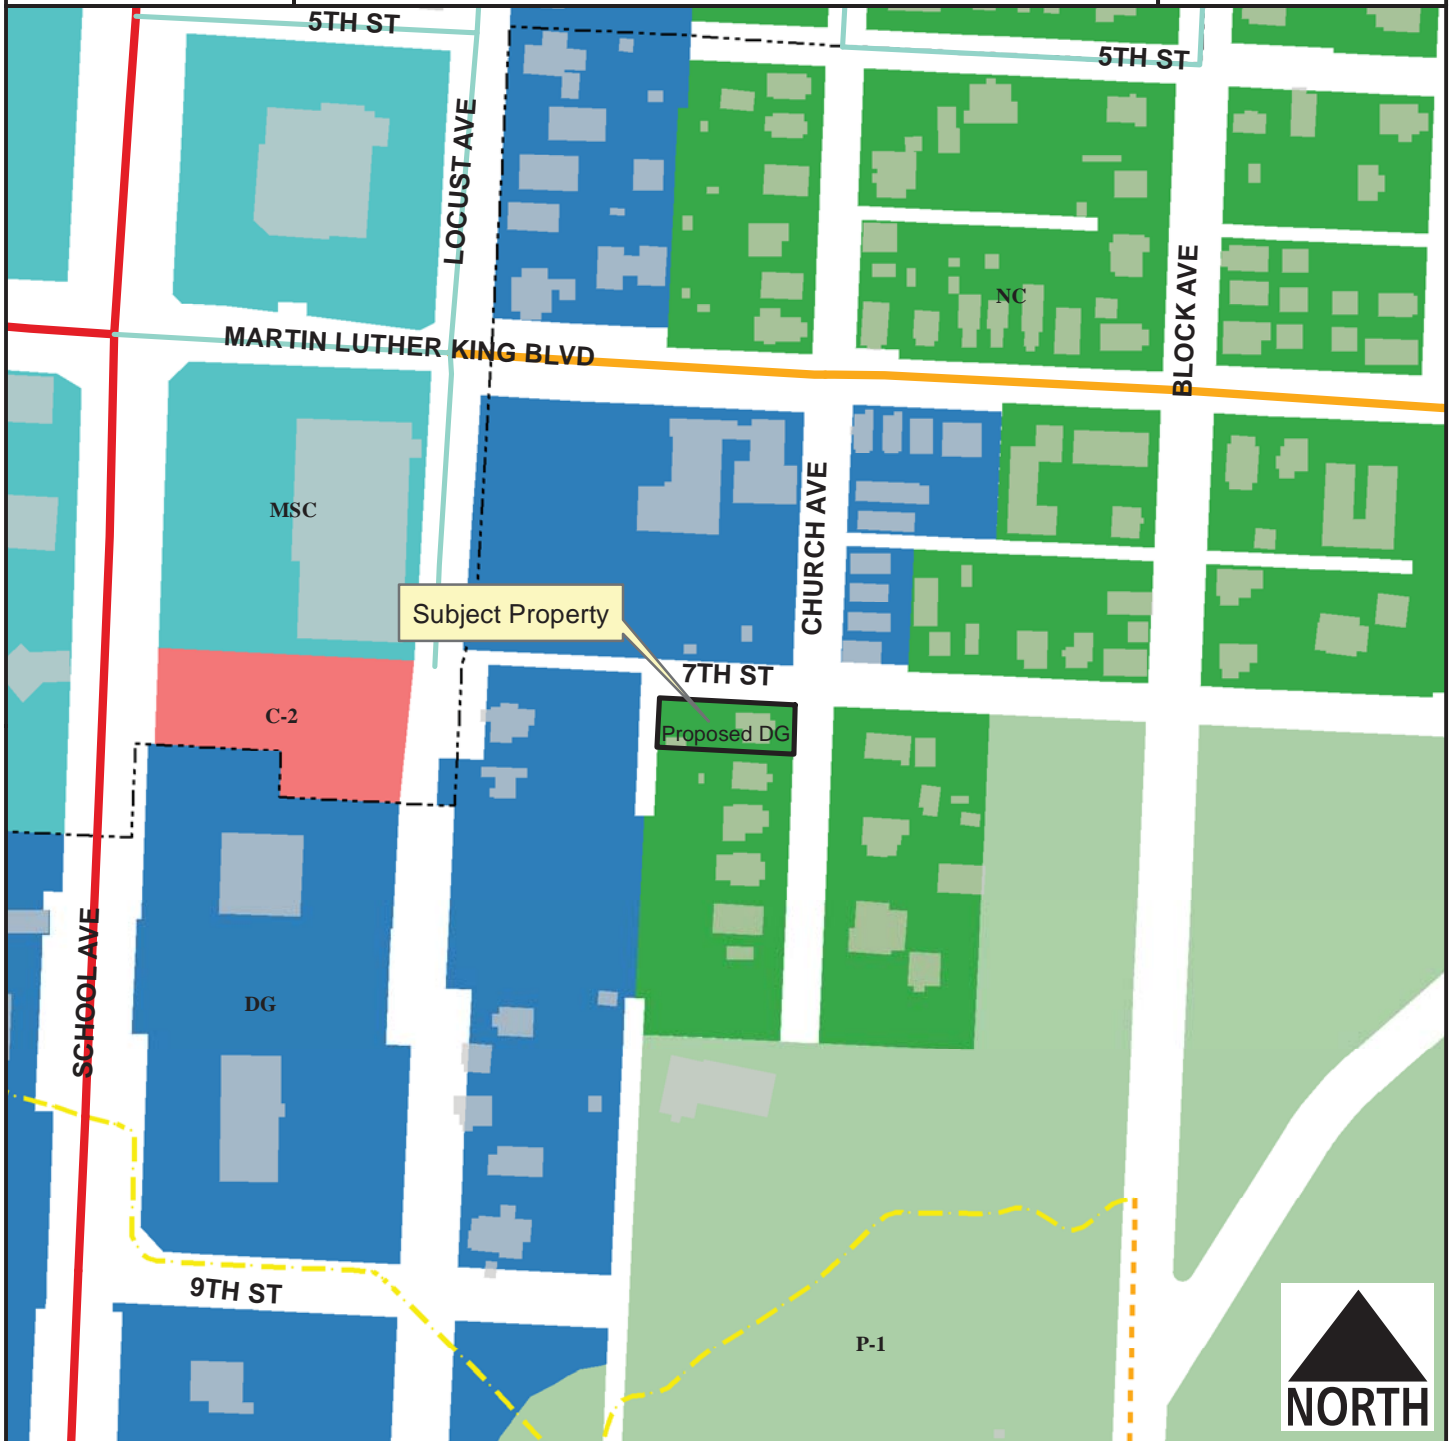 5TH ST
5TH ST
LOCUST AVE
BLOCK AVE
NC
MARTIN LUTHER KING BLVD
MSC
CHURCH AVE
Subject Property
7TH ST
C-2
Proposed DG
SCHOOL AVE
DG
9TH ST
P-1
NORTH